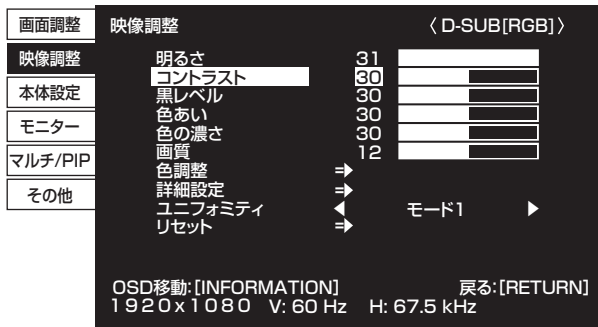 画面調整
映像調整
本体設定
モニター
マルチ/PIP
その他
映像調整 〈D-SUB[RGB]〉
明るさ 31
コントラスト 30
黒レベル 30
色あい 30
色の濃さ 30
画質 12
色調整 ⇒
詳細設定 ⇒
ユニフォミティ ◀ モード1 ▶
リセット ⇒
OSD移動:[INFORMATION] 戻る:[RETURN]
1920x1080 V: 60 Hz H: 67.5 kHz